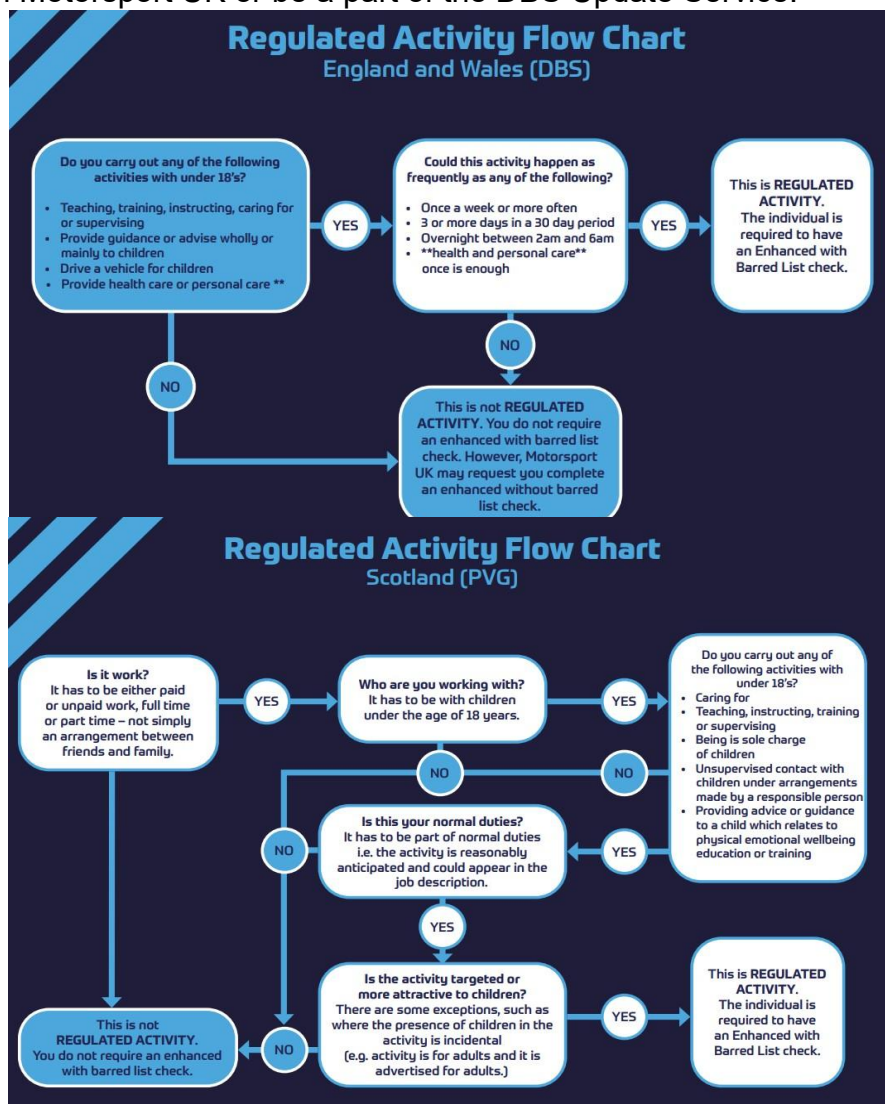 Motorsport UK or be a part of the DBS Update Service.
Regulated Activity Flow Chart
England and Wales (DBS)
Do you carry out any of the following
activities with under 18's?
• Teaching, training, instructing, caring for
or supervising
• Provide guidance or advise wholly or
mainly to children
• Drive a vehicle for children
• Provide health care or personal care **
YES
Could this activity happen as
frequently as any of the following?
• Once a week or more often
• 3 or more days in a 30 day period
• Overnight between 2am and 6am
• **health and personal care**
once is enough
YES
This is REGULATED
ACTIVITY.
The individual is
required to have
an Enhanced with
Barred List check.
NO
NO
This is not REGULATED
ACTIVITY. You do not require
an enhanced with barred list
check. However, Motorsport
UK may request you complete
an enhanced without barred
list check.
Regulated Activity Flow Chart
Scotland (PVG)
Is it work?
It has to be either paid
or unpaid work, full time
or part time – not simply
an arrangement between
friends and family.
YES
Who are you working with?
It has to be with children
under the age of 18 years.
YES
Do you carry out any of
the following activities with
under 18's?
• Caring for
• Teaching, instructing, training
or supervising
• Being is sole charge
of children
• Unsupervised contact with
children under arrangements
made by a responsible person
• Providing advice or guidance
to a child which relates to
physical emotional wellbeing
education or training
NO
NO
Is this your normal duties?
It has to be part of normal duties
i.e. the activity is reasonably
anticipated and could appear in the
job description.
NO
YES
YES
Is the activity targeted or
more attractive to children?
There are some exceptions, such as
where the presence of children in the
activity is incidental
(e.g. activity is for adults and it is
advertised for adults.)
YES
This is REGULATED
ACTIVITY.
The individual is
required to have
an Enhanced with
Barred List check.
NO
This is not
REGULATED ACTIVITY.
You do not require an enhanced
with barred list check.